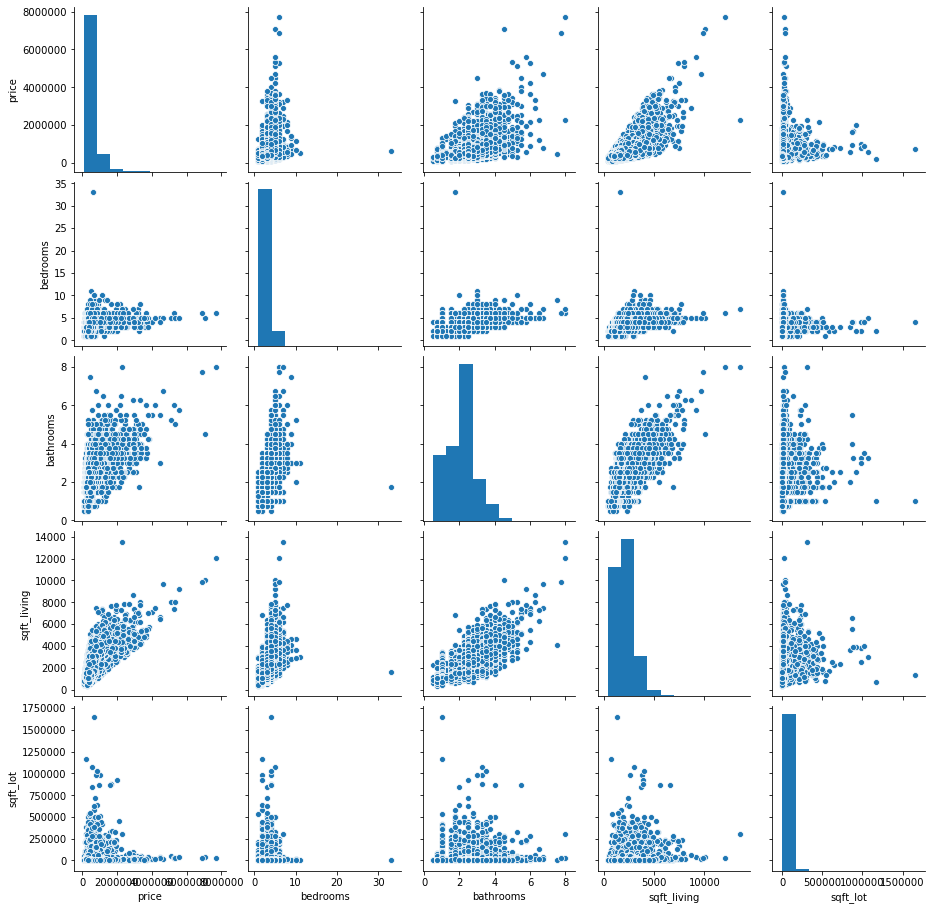 8000000
6000000
4000000
2000000
0
price
35
30
25
20
15
10
5
0
bedrooms
8
6
4
2
0
bathrooms
14000
12000
10000
8000
6000
4000
2000
0
sqft_living
1750000
1500000
1250000
1000000
750000
500000
250000
0
sqft_lot
0 2000000 4000000 6000000 8000000
price
0 10 20 30
bedrooms
0 2 4 6 8
bathrooms
0 5000 10000
sqft_living
0 500000 1000000 1500000
sqft_lot